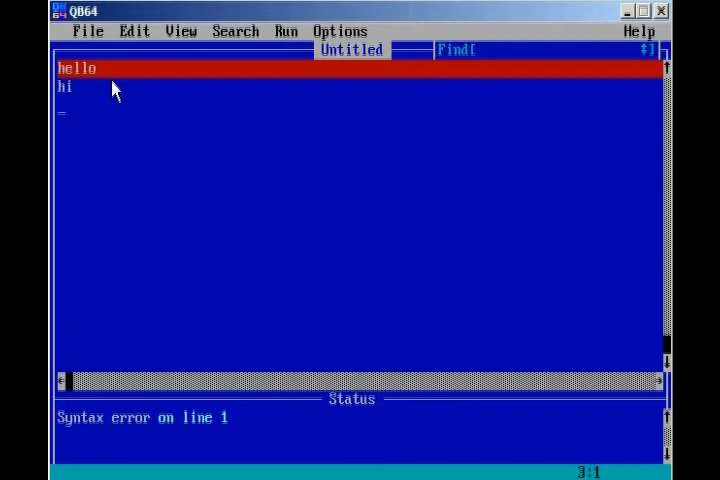 QB64
File Edit View Search Run Options Help
Untitled Find[ ]
hello
hi
_
Status
Syntax error on line 1
3:1